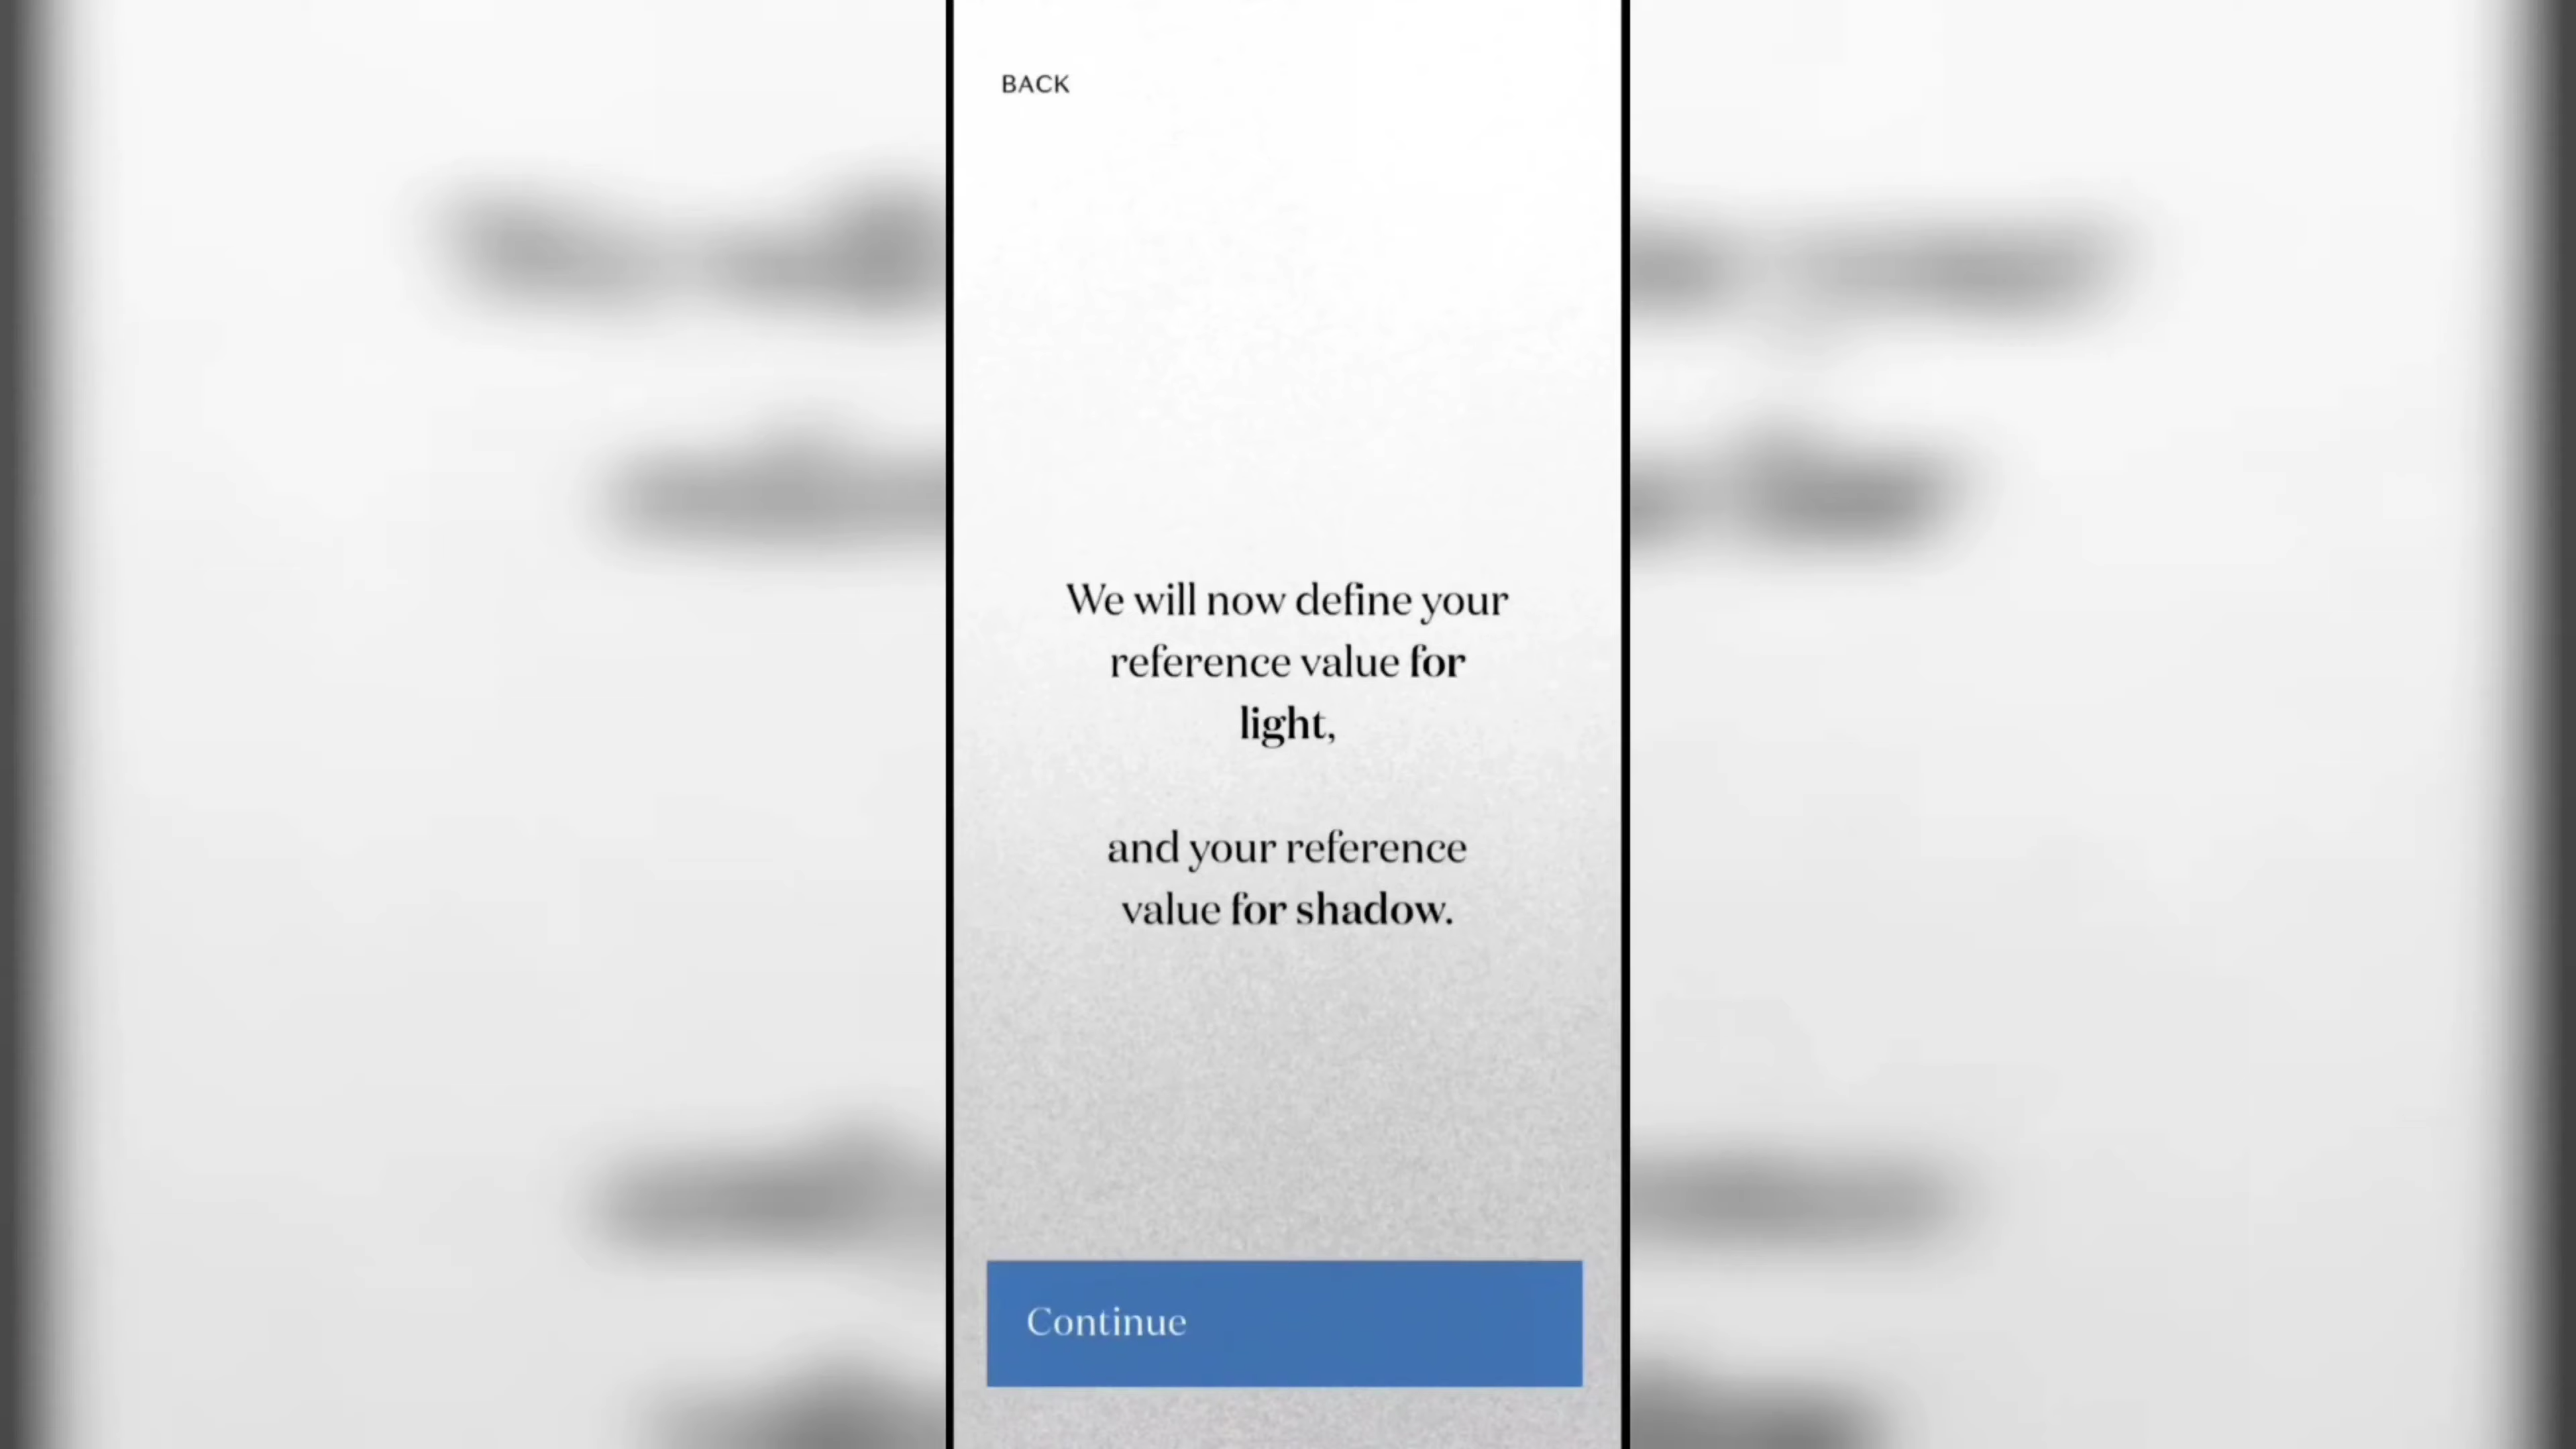 BACK
We will now define your
reference value for
light,
and your reference
value for shadow.
Continue